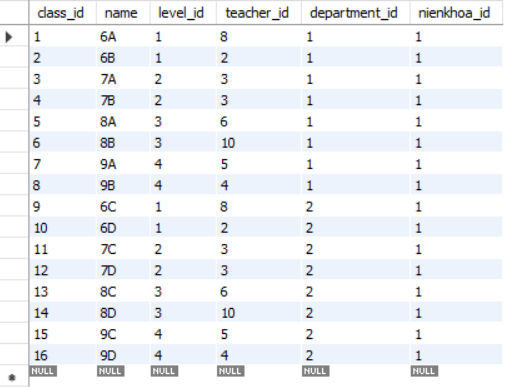 class_id name level_id teacher_id department_id nienkhoa_id
1 6A 1 8 1 1
2 6B 1 2 1 1
3 7A 2 3 1 1
4 7B 2 3 1 1
5 8A 3 6 1 1
6 8B 3 10 1 1
7 9A 4 5 1 1
8 9B 4 4 1 1
9 6C 1 8 2 1
10 6D 1 2 2 1
11 7C 2 3 2 1
12 7D 2 3 2 1
13 8C 3 6 2 1
14 8D 3 10 2 1
15 9C 4 5 2 1
16 9D 4 4 2 1
NULL NULL NULL NULL NULL NULL